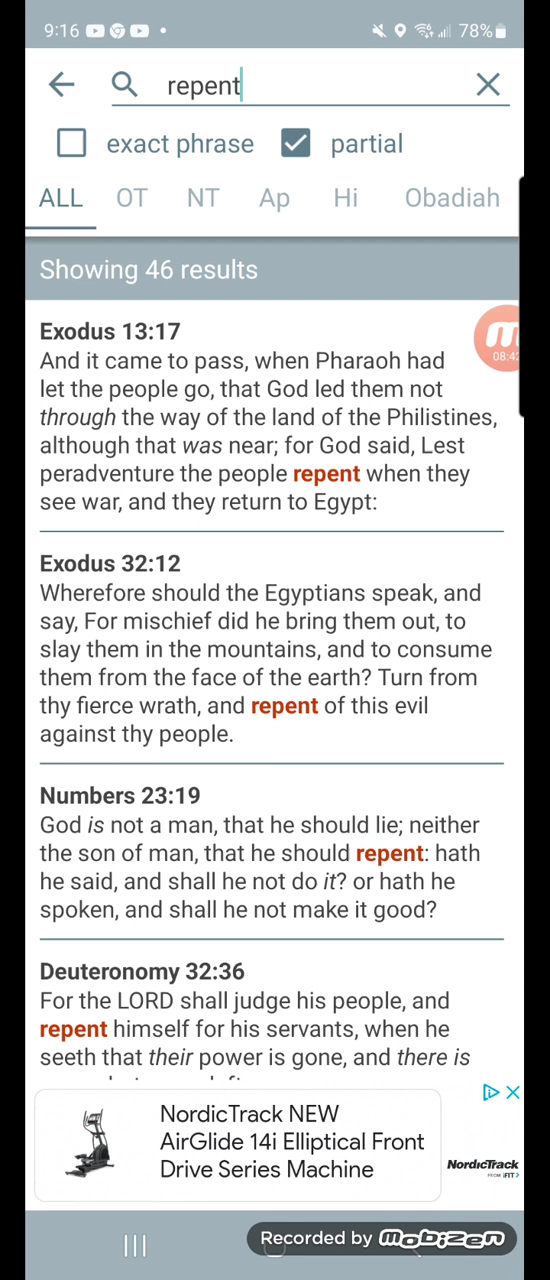 9:16 78%
repent
exact phrase partial
ALL OT NT Ap Hi Obadiah
Showing 46 results
Exodus 13:17
And it came to pass, when Pharaoh had
08:42
let the people go, that God led them not
through the way of the land of the Philistines,
although that was near; for God said, Lest
peradventure the people repent when they
see war, and they return to Egypt:
Exodus 32:12
Wherefore should the Egyptians speak, and
say, For mischief did he bring them out, to
slay them in the mountains, and to consume
them from the face of the earth? Turn from
thy fierce wrath, and repent of this evil
against thy people.
Numbers 23:19
God is not a man, that he should lie; neither
the son of man, that he should repent: hath
he said, and shall he not do it? or hath he
spoken, and shall he not make it good?
Deuteronomy 32:36
For the LORD shall judge his people, and
repent himself for his servants, when he
seeth that their power is gone, and there is
NordicTrack NEW
AirGlide 14i Elliptical Front
Drive Series Machine
NordicTrack
FROM iFIT
Recorded by mobizen